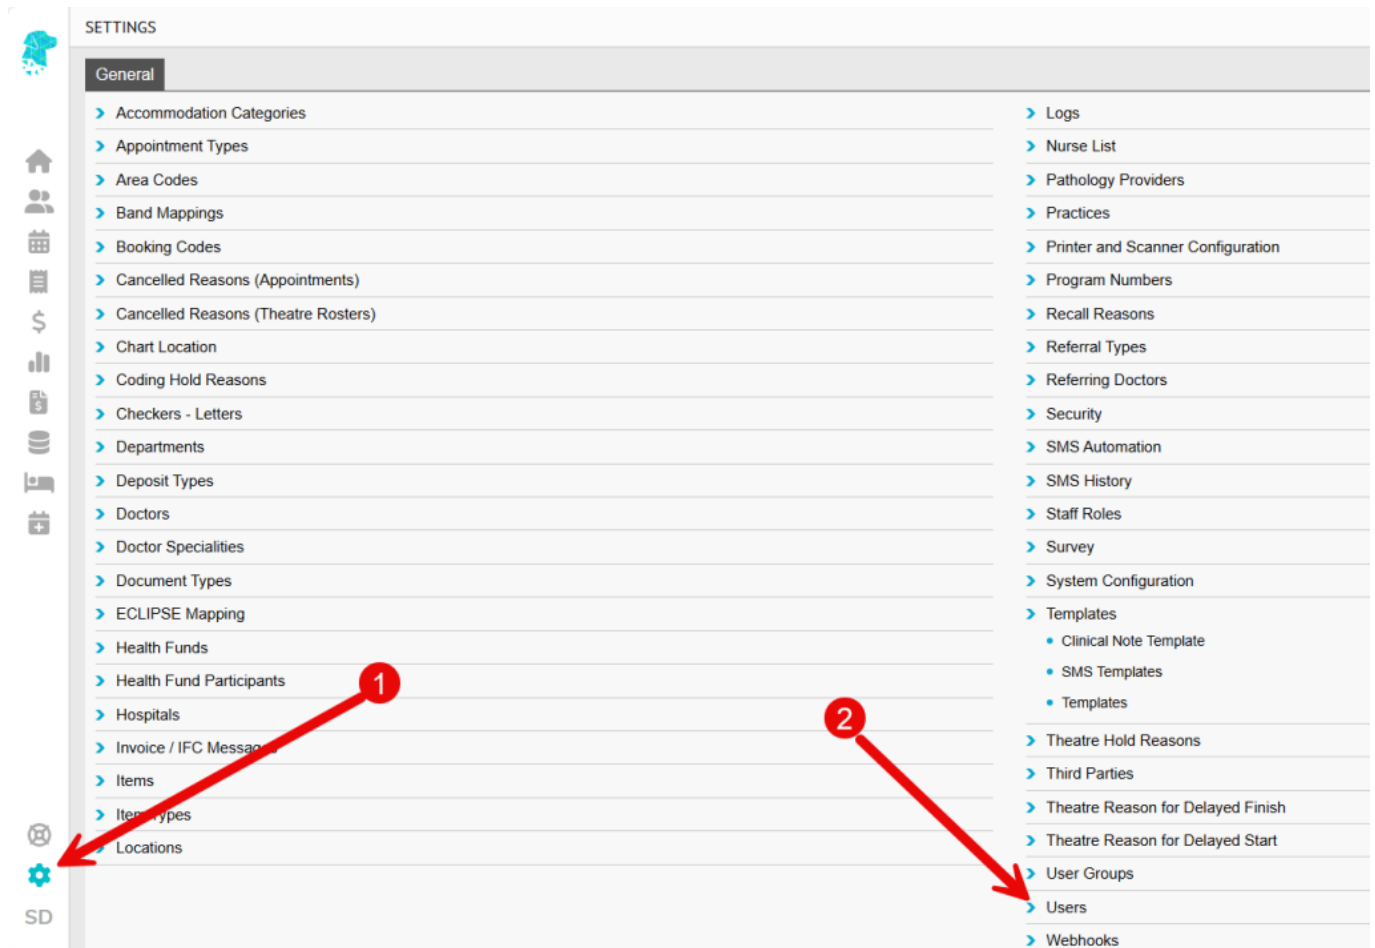 SETTINGS
General
Accommodation Categories
Appointment Types
Area Codes
Band Mappings
Booking Codes
Cancelled Reasons (Appointments)
Cancelled Reasons (Theatre Rosters)
Chart Location
Coding Hold Reasons
Checkers - Letters
Departments
Deposit Types
Doctors
Doctor Specialities
Document Types
ECLIPSE Mapping
Health Funds
Health Fund Participants
1
Hospitals
Invoice / IFC Messages
Items
Item Types
Locations
SD
Logs
Nurse List
Pathology Providers
Practices
Printer and Scanner Configuration
Program Numbers
Recall Reasons
Referral Types
Referring Doctors
Security
SMS Automation
SMS History
Staff Roles
Survey
System Configuration
Templates
Clinical Note Template
SMS Templates
Templates
2
Theatre Hold Reasons
Third Parties
Theatre Reason for Delayed Finish
Theatre Reason for Delayed Start
User Groups
Users
Webhooks